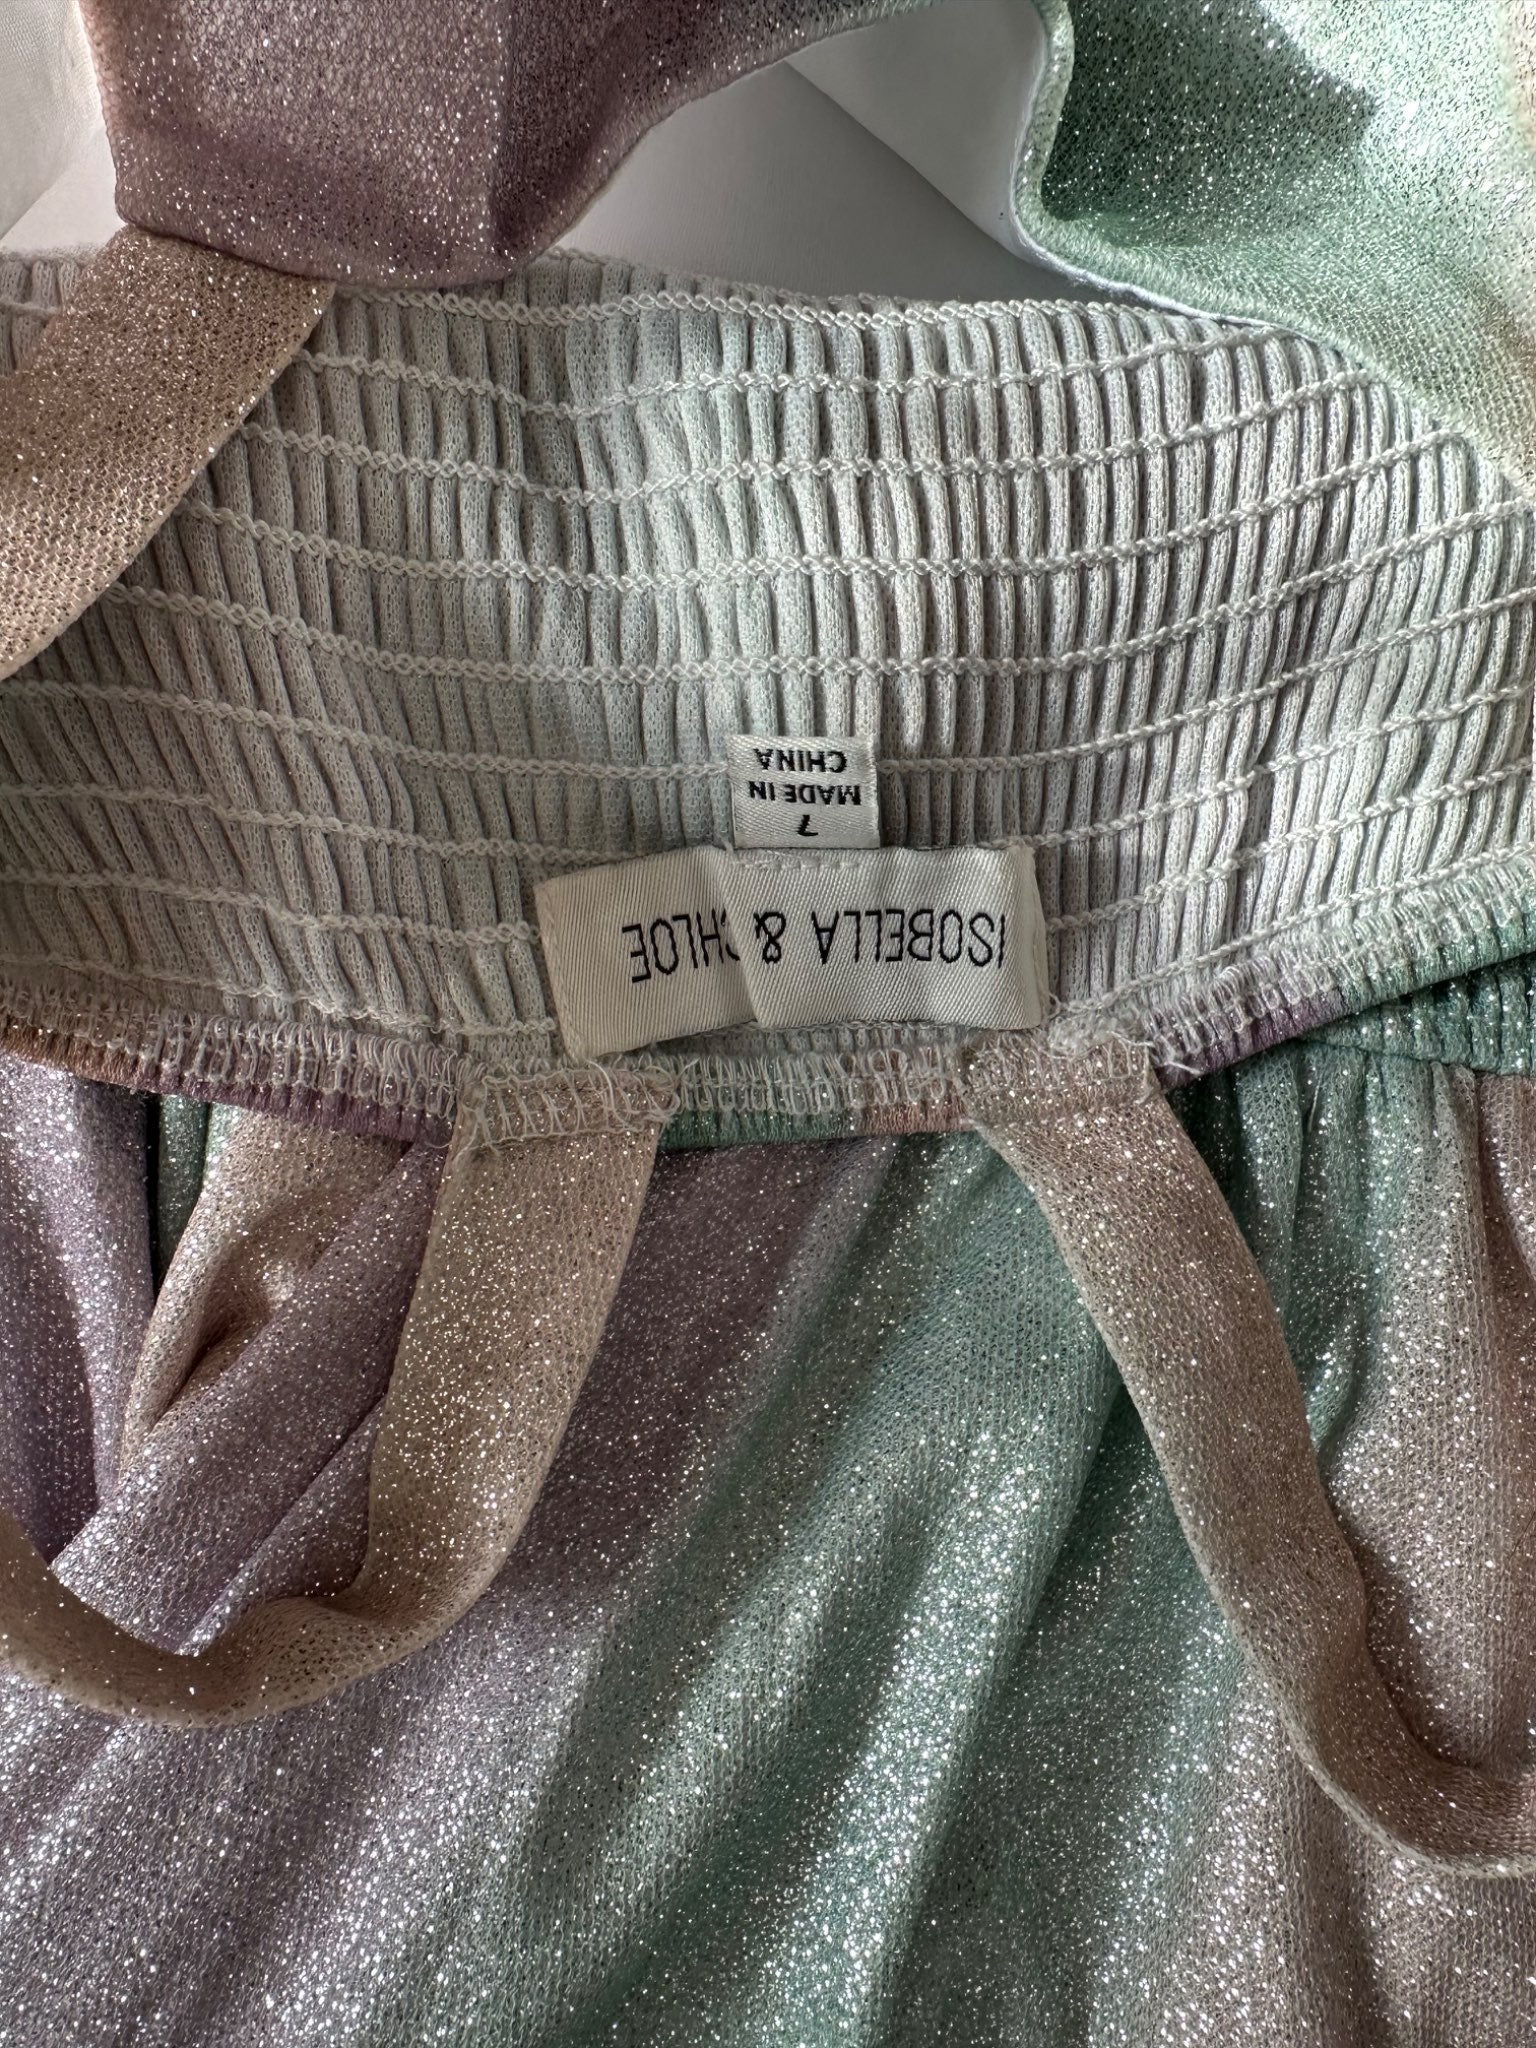 ISOBELLA & CHLOE
7
MADE IN
CHINA